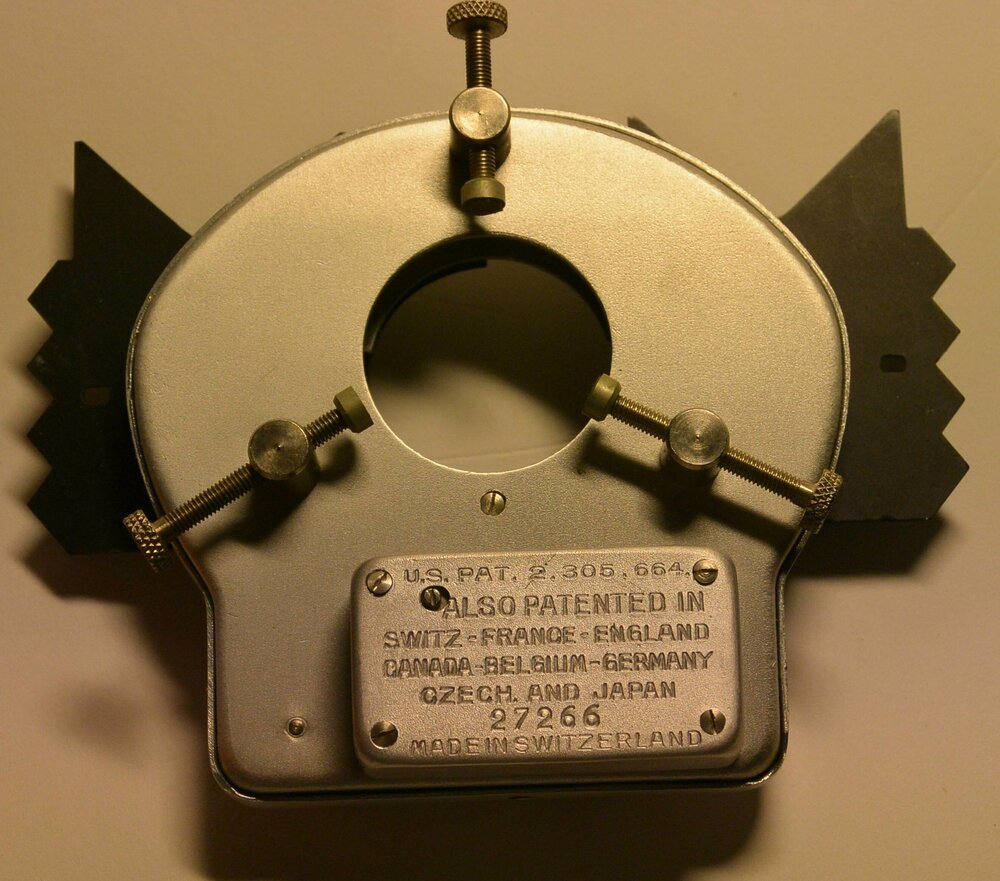 U.S. PAT. 2.305.664.
ALSO PATENTED IN
SWITZ-FRANCE-ENGLAND
CANADA-BELGIUM-GERMANY
CZECH. AND JAPAN
27266
MADE IN SWITZERLAND